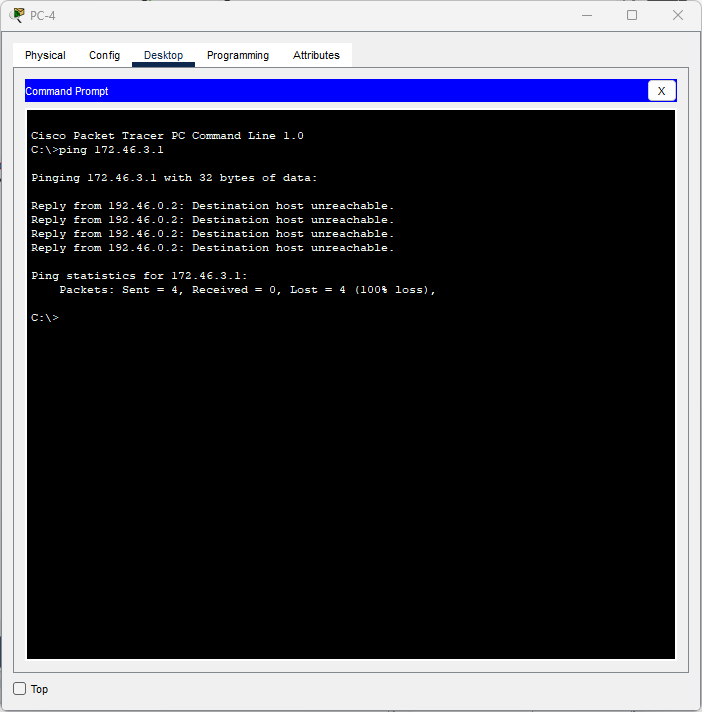 PC-4
Physical Config Desktop Programming Attributes
Command Prompt X
Cisco Packet Tracer PC Command Line 1.0
C:\>ping 172.46.3.1
Pinging 172.46.3.1 with 32 bytes of data:
Reply from 192.46.0.2: Destination host unreachable.
Reply from 192.46.0.2: Destination host unreachable.
Reply from 192.46.0.2: Destination host unreachable.
Reply from 192.46.0.2: Destination host unreachable.
Ping statistics for 172.46.3.1:
Packets: Sent = 4, Received = 0, Lost = 4 (100% loss),
C:\>
Top